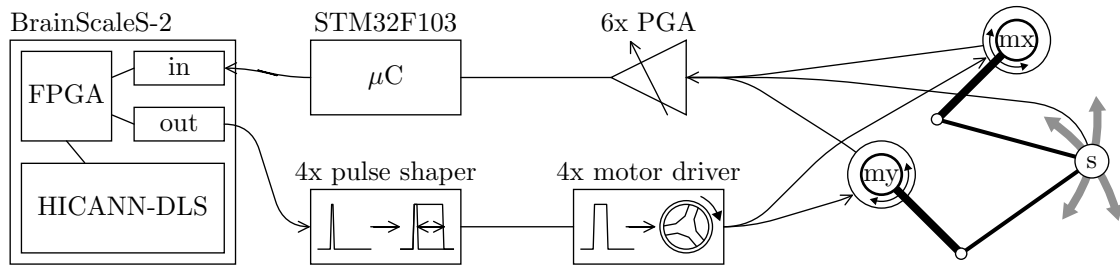 BrainScaleS-2
FPGA
in
out
HICANN-DLS
STM32F103
μC
6x PGA
4x pulse shaper
4x motor driver
mx
my
s